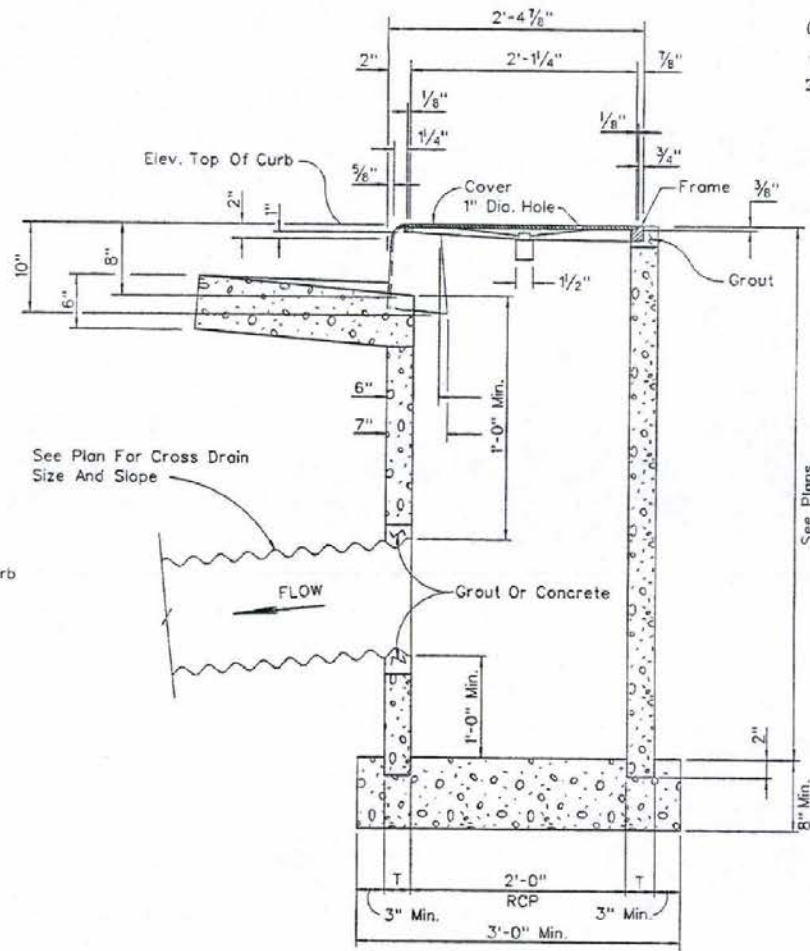 2'-4 7/8"
2" 2'-1 1/4" 7/8"
1/8" 1/8"
1 1/4" 3/4"
5/8"
Elev. Top Of Curb
Cover
1" Dia. Hole
Frame
3/8"
2" 1"
10" 8"
6"
1 1/2"
Grout
6"
7"
1'-0" Min.
See Plan For Cross Drain
Size And Slope
See Plans
rb
FLOW
Grout Or Concrete
1'-0" Min.
2"
8" Min.
T 2'-0" T
RCP
3" Min. 3" Min.
3'-0" Min.